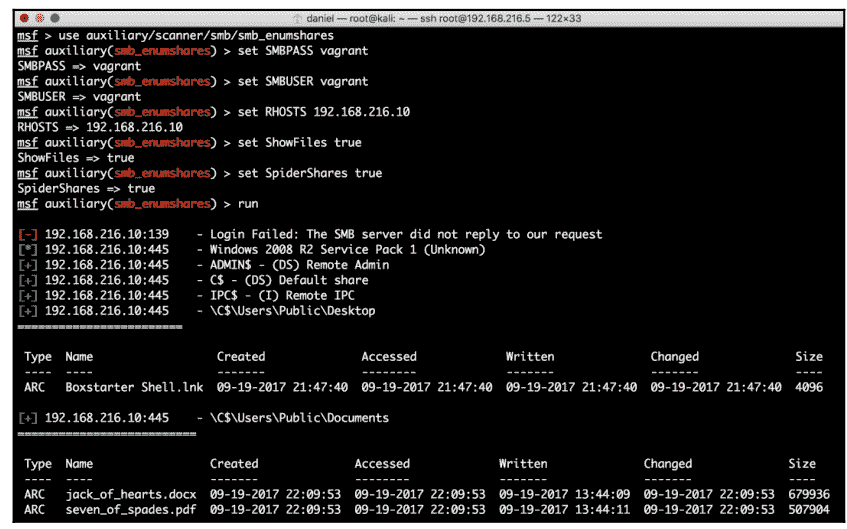 daniel — root@kali: ~ — ssh root@192.168.216.5 — 122×33
msf > use auxiliary/scanner/smb/smb_enumshares
msf auxiliary(smb_enumshares) > set SMBPASS vagrant
SMBPASS => vagrant
msf auxiliary(smb_enumshares) > set SMBUSER vagrant
SMBUSER => vagrant
msf auxiliary(smb_enumshares) > set RHOSTS 192.168.216.10
RHOSTS => 192.168.216.10
msf auxiliary(smb_enumshares) > set ShowFiles true
ShowFiles => true
msf auxiliary(smb_enumshares) > set SpiderShares true
SpiderShares => true
msf auxiliary(smb_enumshares) > run
[-] 192.168.216.10:139 - Login Failed: The SMB server did not reply to our request
[*] 192.168.216.10:445 - Windows 2008 R2 Service Pack 1 (Unknown)
[+] 192.168.216.10:445 - ADMIN$ - (DS) Remote Admin
[+] 192.168.216.10:445 - C$ - (DS) Default share
[+] 192.168.216.10:445 - IPC$ - (I) Remote IPC
[+] 192.168.216.10:445 - \C$\Users\Public\Desktop
========================
Type Name Created Accessed Written Changed Size
---- ---- ------- -------- ------- ------- ----
ARC Boxstarter Shell.lnk 09-19-2017 21:47:40 09-19-2017 21:47:40 09-19-2017 21:47:40 09-19-2017 21:47:40 4096
[+] 192.168.216.10:445 - \C$\Users\Public\Documents
==========================
Type Name Created Accessed Written Changed Size
---- ---- ------- -------- ------- ------- ----
ARC jack_of_hearts.docx 09-19-2017 22:09:53 09-19-2017 22:09:53 09-19-2017 13:44:09 09-19-2017 22:09:53 679936
ARC seven_of_spades.pdf 09-19-2017 22:09:53 09-19-2017 22:09:53 09-19-2017 13:44:11 09-19-2017 22:09:53 507904